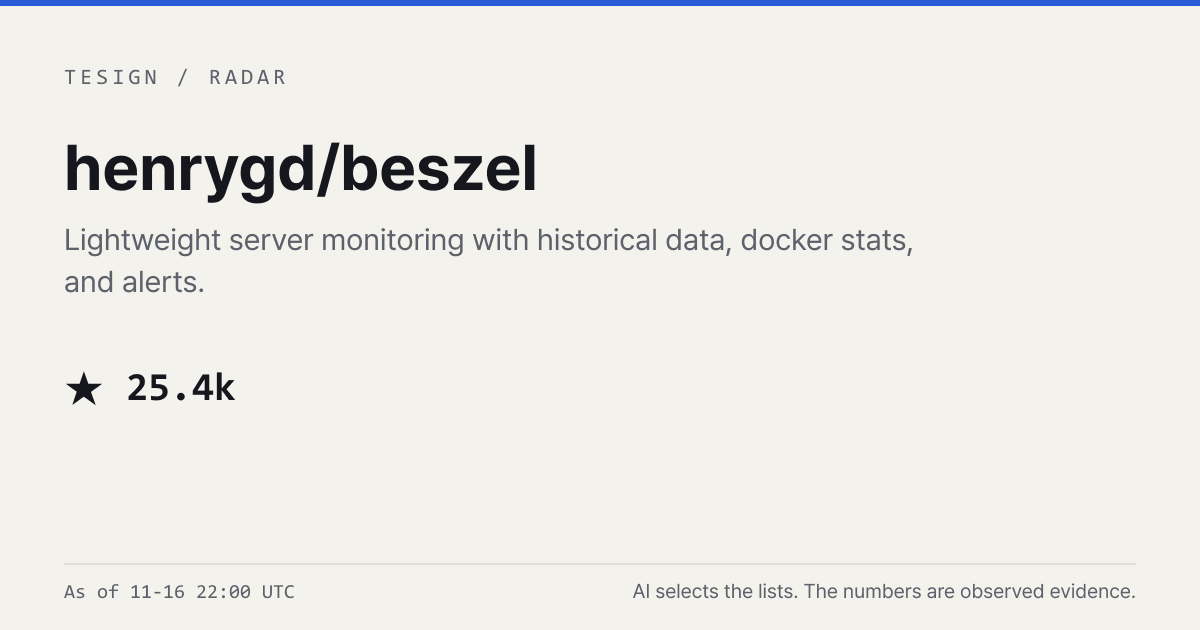 TESIGN / RADAR
henrygd/beszel
Lightweight server monitoring with historical data, docker stats,
and alerts.
★ 25.4k
As of 11-16 22:00 UTC
AI selects the lists. The numbers are observed evidence.